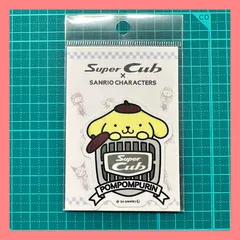 Super Cub
×
SANRIO CHARACTERS
Super
Cub
POMPOMPURIN